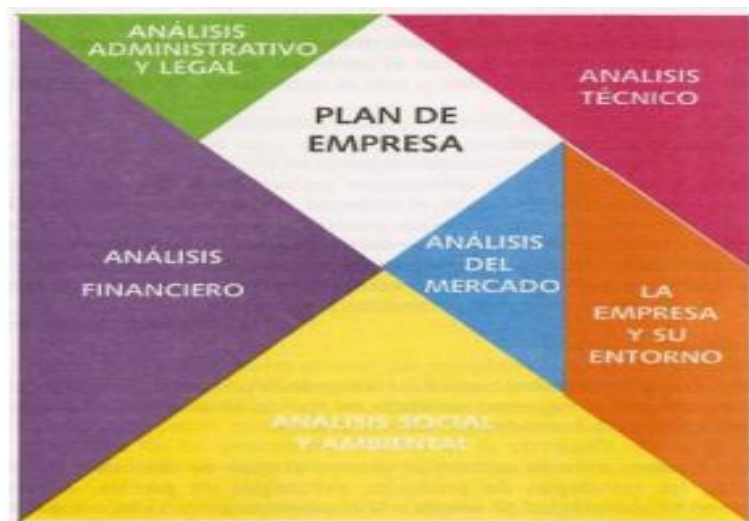 ANÁLISIS
ADMINISTRATIVO
Y LEGAL
PLAN DE
EMPRESA
ANALISIS
TÉCNICO
ANÁLISIS
FINANCIERO
ANÁLISIS
DEL
MERCADO
LA
EMPRESA
Y SU
ENTORNO
ANÁLISIS SOCIAL
Y AMBIENTAL